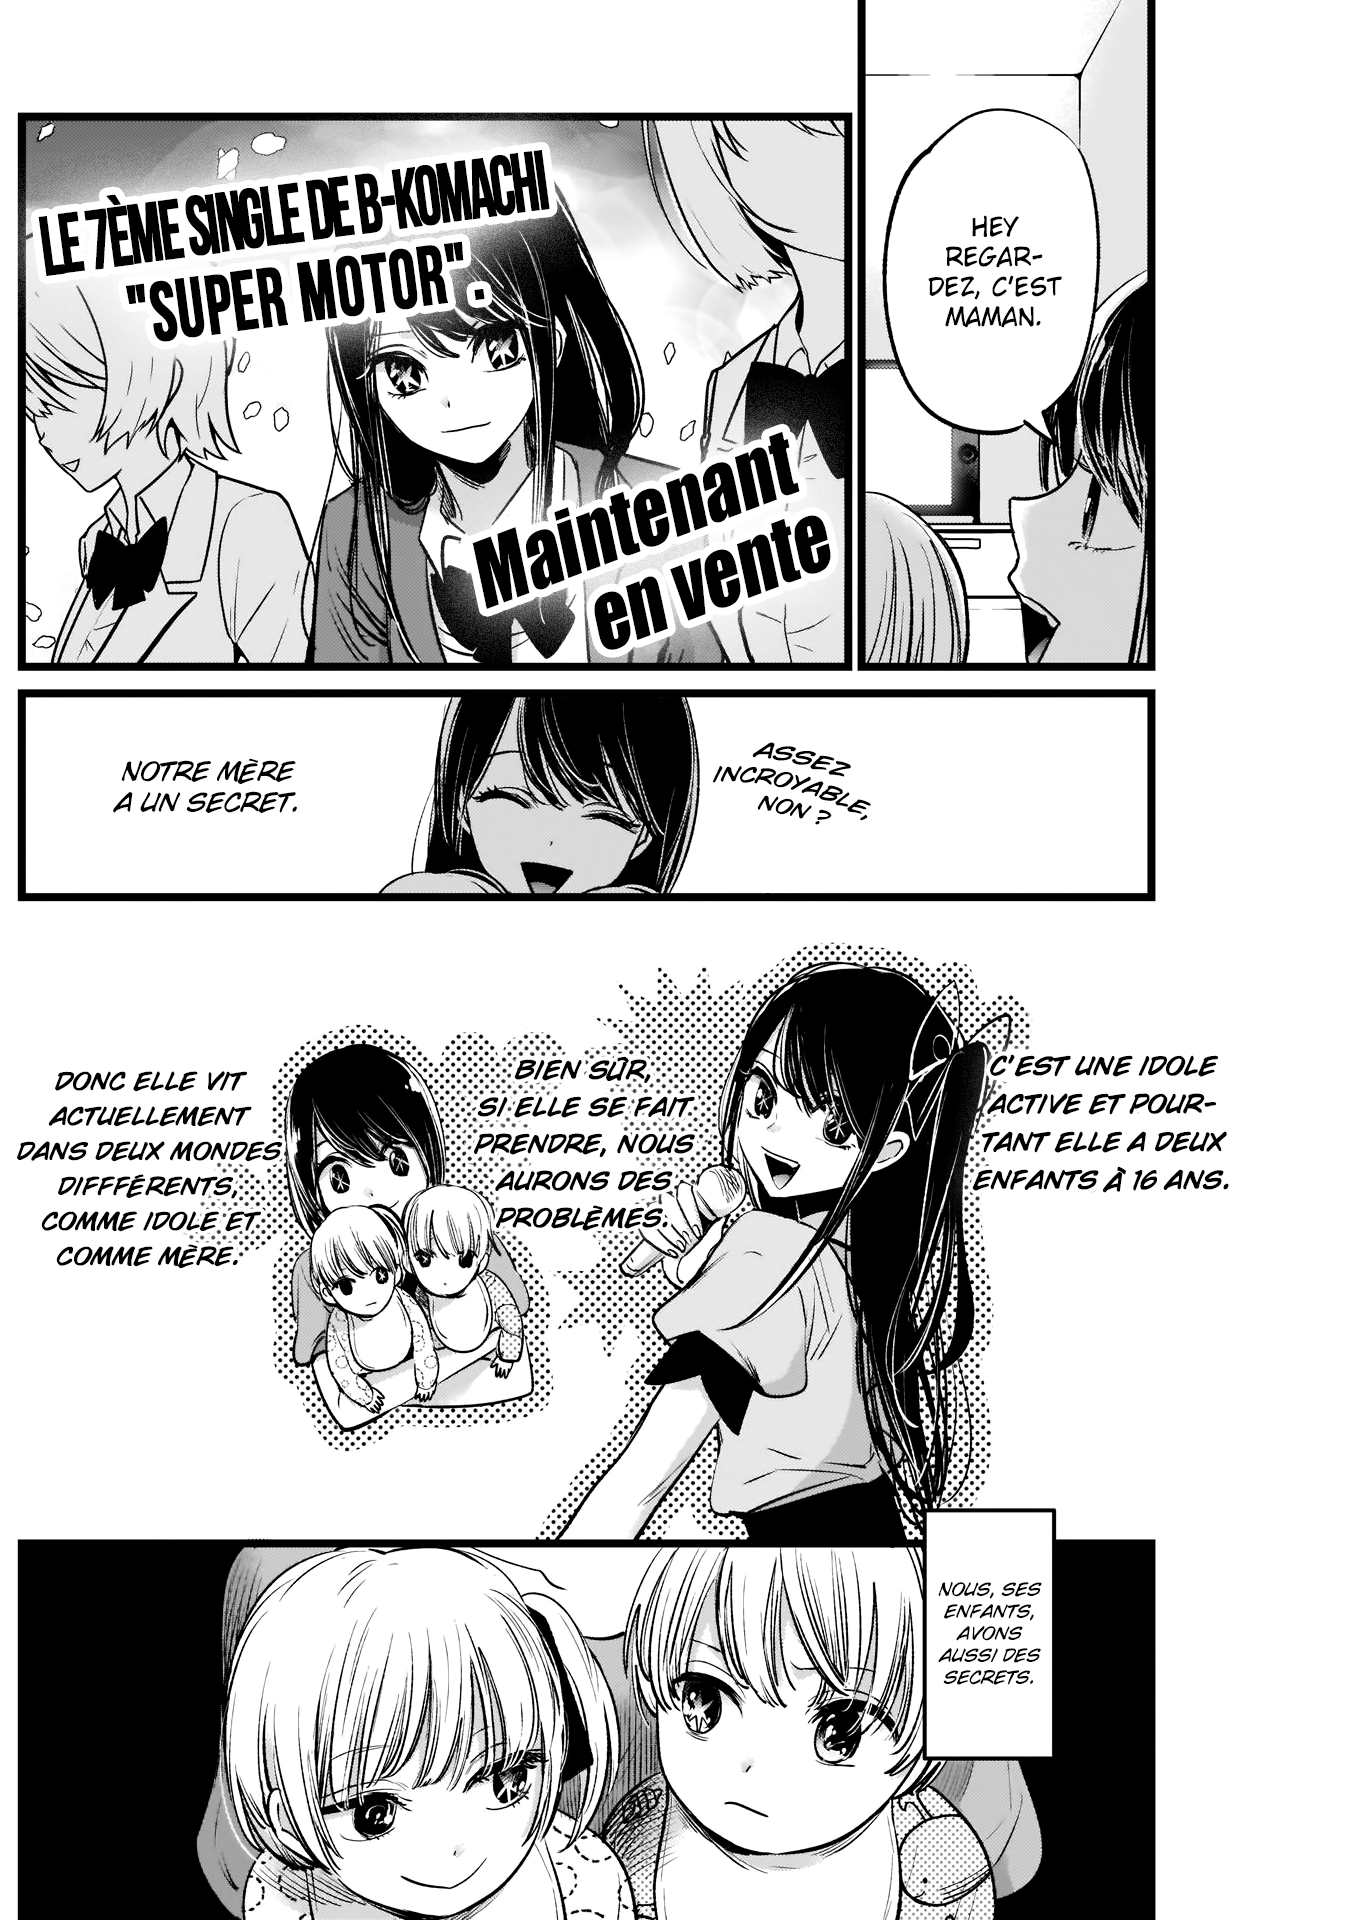 HEY
REGAR-
DEZ, C'EST
MAMAN.
LE 7ÈME SINGLE DE B-KOMACHI
"SUPER MOTOR".
Maintenant
en vente
ASSEZ
INCROYABLE,
NON ?
NOTRE MÈRE
A UN SECRET.
C'EST UNE IDOLE
ACTIVE ET POUR-
TANT ELLE A DEUX
ENFANTS À 16 ANS.
BIEN SÛR,
SI ELLE SE FAIT
PRENDRE, NOUS
AURONS DES
PROBLÈMES.
DONC ELLE VIT
ACTUELLEMENT
DANS DEUX MONDES
DIFFFÉRENTS,
COMME IDOLE ET
COMME MÈRE.
NOUS, SES
ENFANTS,
AVONS
AUSSI DES
SECRETS.